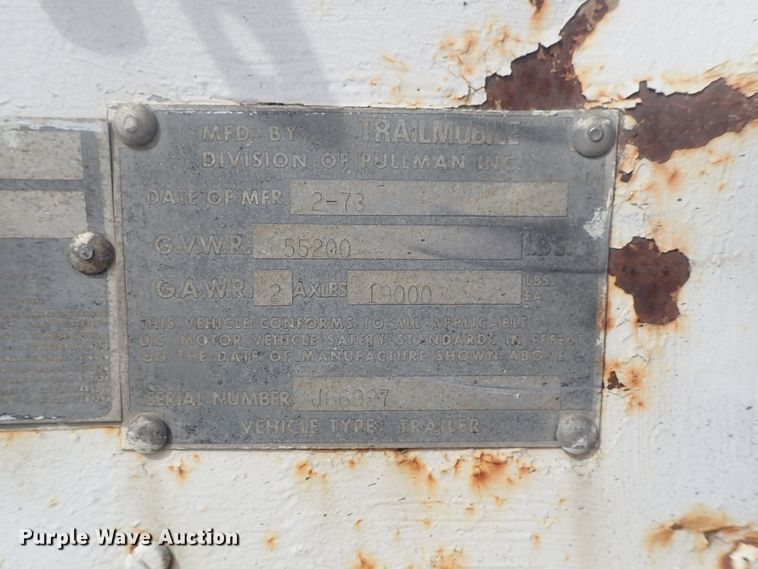 MFD. BY TRAILMOBILE
DIVISION OF PULLMAN INC
DATE OF MFR. 2-73
G.V.W.R. 55200 LBS.
G.A.W.R. 2 AXLES 19000 LBS. EA.
THIS VEHICLE CONFORMS TO ALL APPLICABLE
U.S. MOTOR VEHICLE SAFETY STANDARDS IN EFFECT
ON THE DATE OF MANUFACTURE SHOWN ABOVE.
SERIAL NUMBER
VEHICLE TYPE: TRAILER
Purple Wave Auction